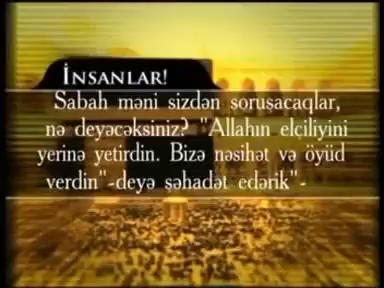 İNSANLAR!
Sabah məni sizdən soruşacaqlar,
nə deyəcəksiniz? "Allahın elçiliyini
yerinə yetirdin. Bizə nəsihət və öyüd
verdin"-deyə şəhadət edərik"-